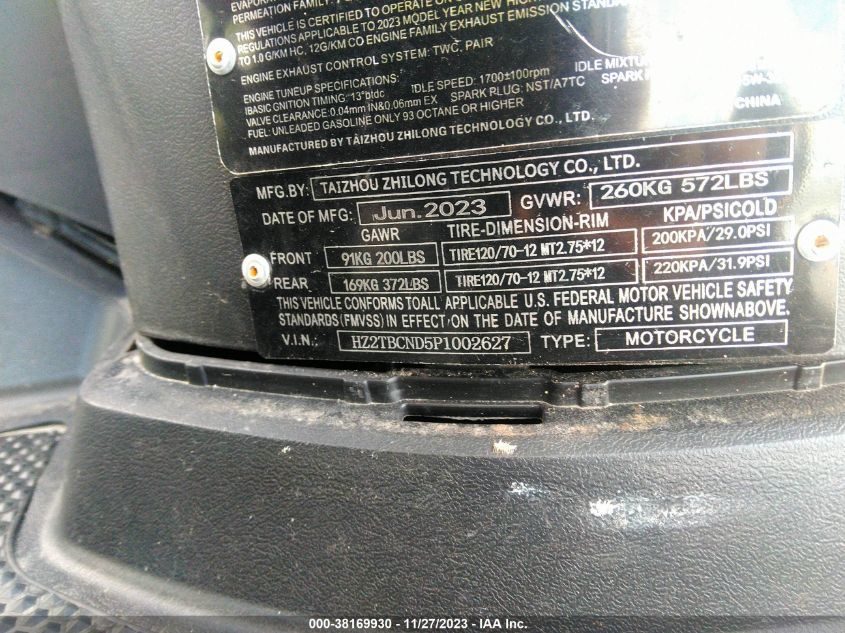 PERMEATION FAMILY:
THIS VEHICLE IS CERTIFIED TO OPERATE ON
REGULATIONS APPLICABLE TO 2023 MODEL YEAR NEW
TO 1.0 G/KM HC, 12G/KM CO ENGINE FAMILY EXHAUST EMISSION
ENGINE EXHAUST CONTROL SYSTEM: TWC, PAIR
ENGINE TUNEUP SPECIFICATIONS:
IDLE SPEED: 1700±100rpm IDLE
IBASIC GNITION TIMING: 13°btdc
SPARK PLUG: NST/A7TC SPARK
VALVE CLEARANCE: 0.04mm IN&0.06mm EX
FUEL: UNLEADED GASOLINE ONLY 93 OCTANE OR HIGHER
CHINA
MANUFACTURED BY TAIZHOU ZHILONG TECHNOLOGY CO., LTD.
MFG.BY: TAIZHOU ZHILONG TECHNOLOGY CO., LTD.
DATE OF MFG: Jun.2023 GVWR: 260KG 572LBS
GAWR TIRE-DIMENSION-RIM KPA/PSICOLD
FRONT 91KG 200LBS TIRE120/70-12 MT2.75*12 200KPA/29.0PSI
REAR 169KG 372LBS TIRE120/70-12 MT2.75*12 220KPA/31.9PSI
THIS VEHICLE CONFORMS TOALL APPLICABLE U.S. FEDERAL MOTOR VEHICLE SAFETY
STANDARDS (FMVSS) IN EFFECT ON THE DATE OF MANUFACTURE SHOWNABOVE.
V.I.N.: HZ2TBCND5P1002627 TYPE: MOTORCYCLE
000-38169930 - 11/27/2023 - IAA Inc.